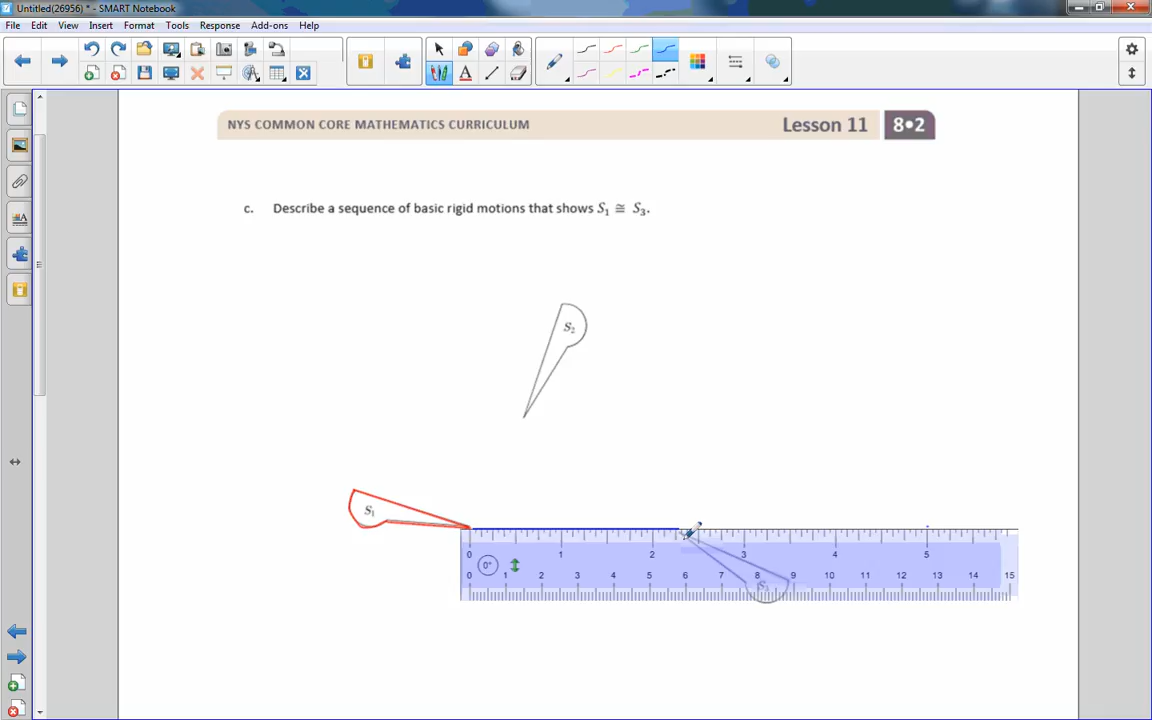 Untitled(26956) * - SMART Notebook
File Edit View Insert Format Tools Response Add-ons Help
NYS COMMON CORE MATHEMATICS CURRICULUM Lesson 11 8•2
c. Describe a sequence of basic rigid motions that shows S₁ ≅ S₃.
S₂
S₁
0 1 2 3 4 5
0°
0 1 2 3 4 5 6 7 8 9 10 11 12 13 14 15
S₃